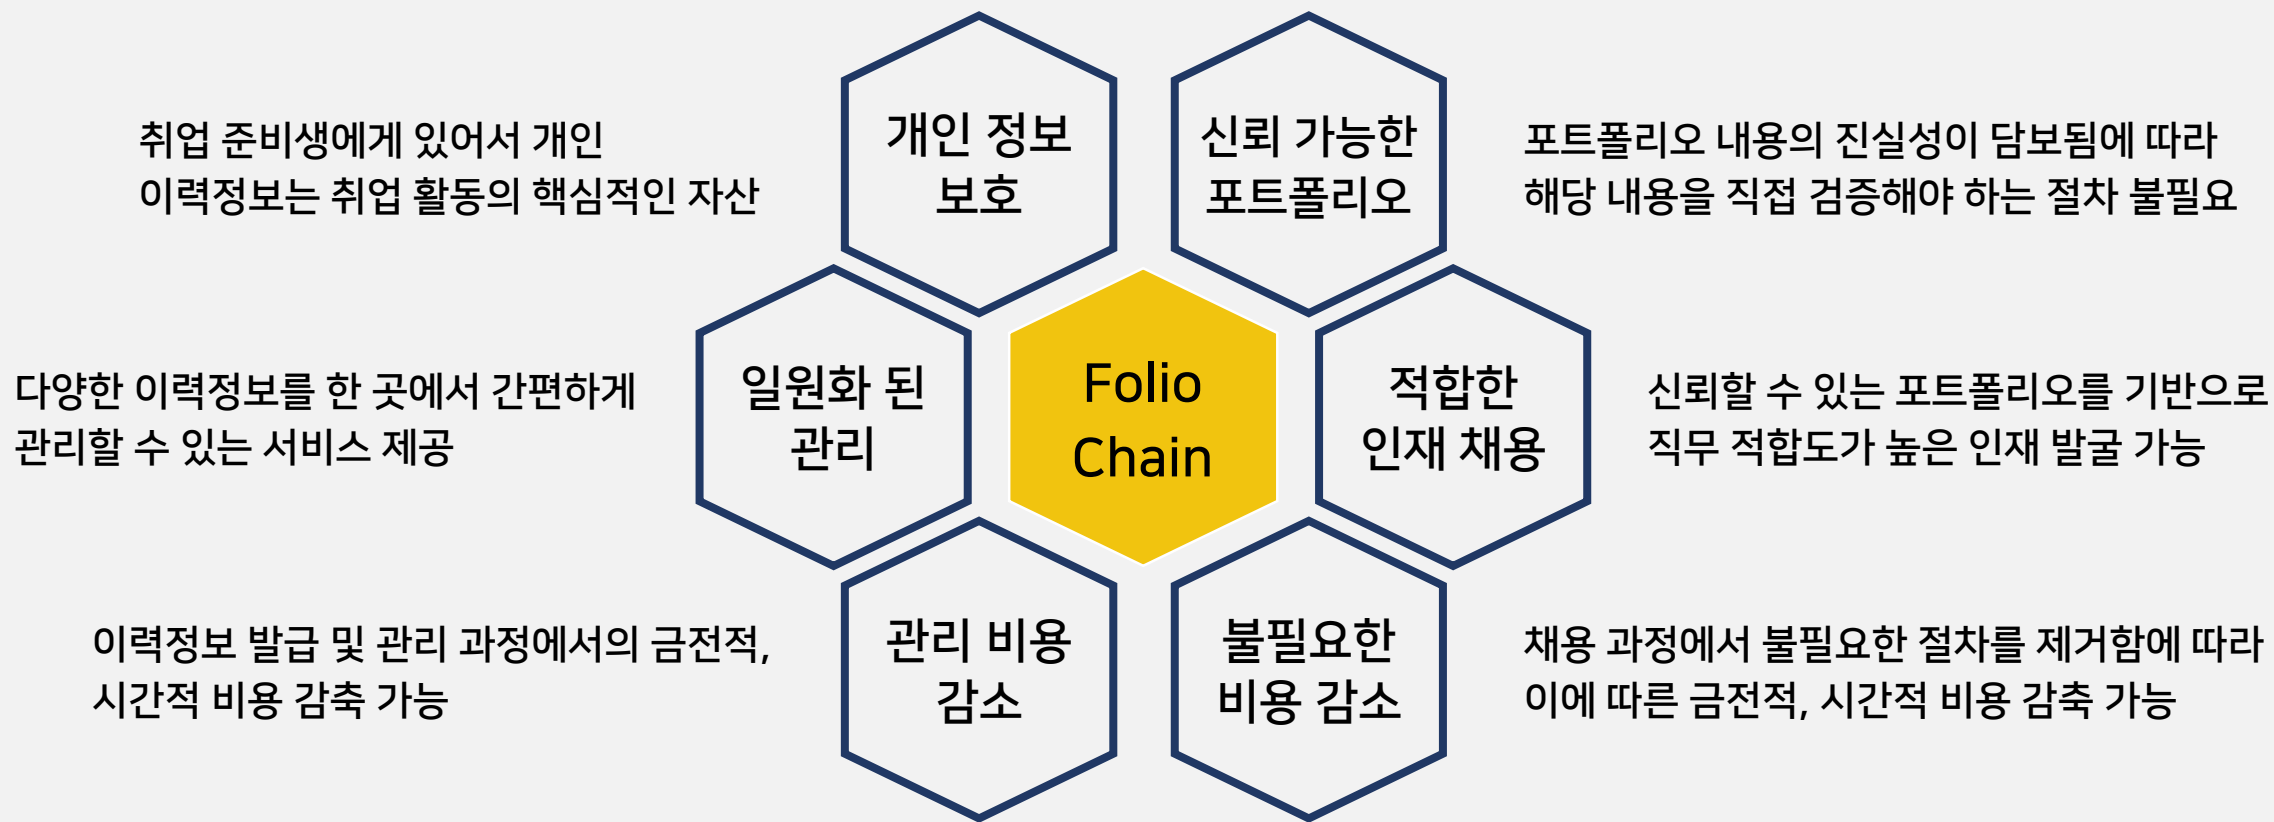 취업 준비생에게 있어서 개인
이력정보는 취업 활동의 핵심적인 자산
개인 정보
보호
신뢰 가능한
포트폴리오
포트폴리오 내용의 진실성이 담보됨에 따라
해당 내용을 직접 검증해야 하는 절차 불필요
다양한 이력정보를 한 곳에서 간편하게
관리할 수 있는 서비스 제공
일원화 된
관리
Folio
Chain
적합한
인재 채용
신뢰할 수 있는 포트폴리오를 기반으로
직무 적합도가 높은 인재 발굴 가능
이력정보 발급 및 관리 과정에서의 금전적,
시간적 비용 감축 가능
관리 비용
감소
불필요한
비용 감소
채용 과정에서 불필요한 절차를 제거함에 따라
이에 따른 금전적, 시간적 비용 감축 가능